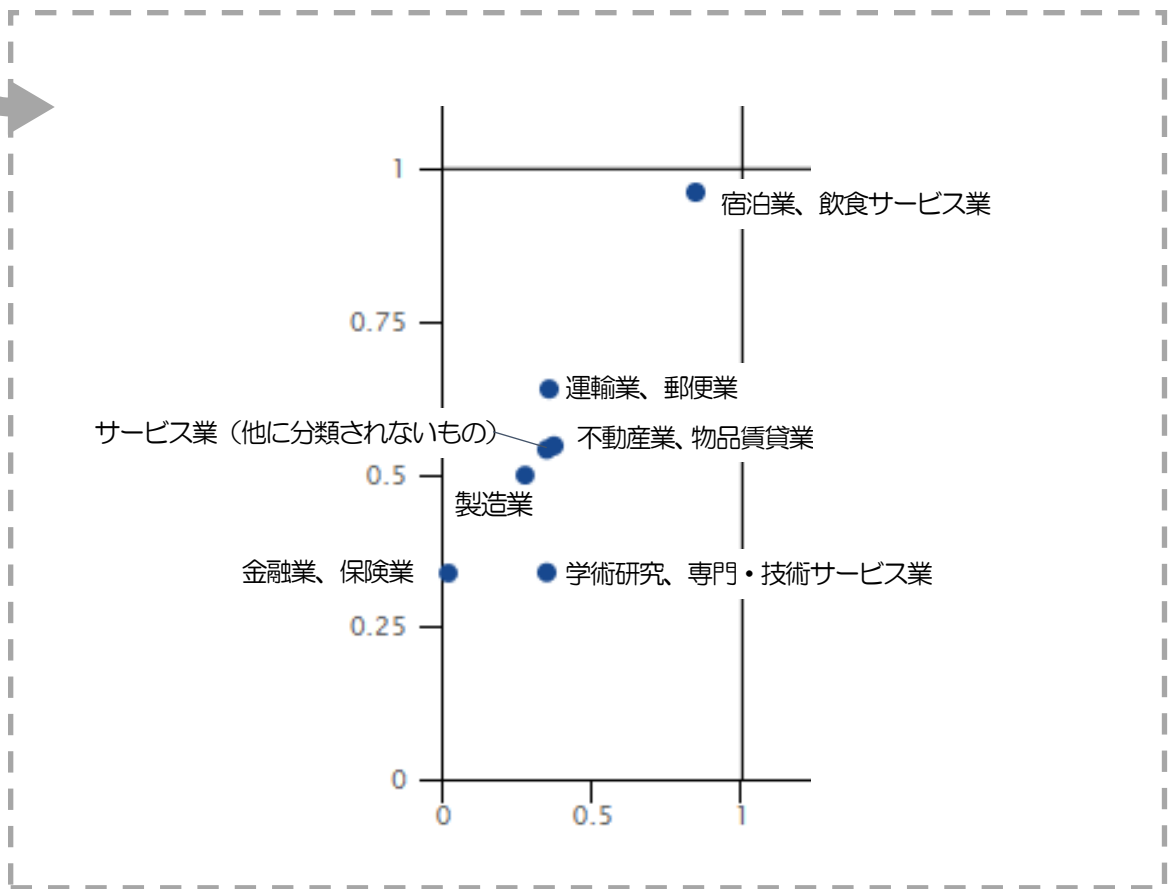 1
宿泊業、飲食サービス業
0.75
運輸業、郵便業
サービス業（他に分類されないもの）
不動産業、物品賃貸業
0.5
製造業
金融業、保険業
学術研究、専門・技術サービス業
0.25
0
0 0.5 1